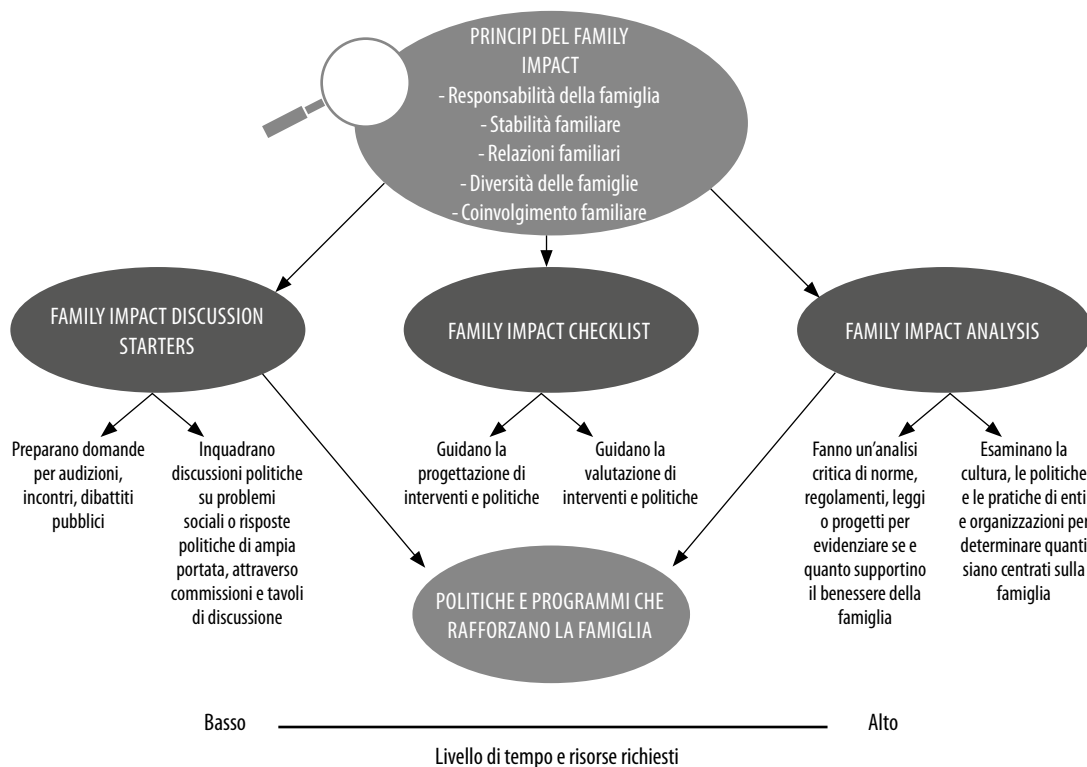 PRINCIPI DEL FAMILY
IMPACT
- Responsabilità della famiglia
- Stabilità familiare
- Relazioni familiari
- Diversità delle famiglie
- Coinvolgimento familiare
FAMILY IMPACT DISCUSSION
STARTERS
FAMILY IMPACT CHECKLIST
FAMILY IMPACT ANALYSIS
Preparano domande
per audizioni,
incontri, dibattiti
pubblici
Inquadrano
discussioni politiche
su problemi
sociali o risposte
politiche di ampia
portata, attraverso
commissioni e tavoli
di discussione
Guidano la
progettazione di
interventi e politiche
Guidano la
valutazione di
interventi e politiche
Fanno un'analisi
critica di norme,
regolamenti, leggi
o progetti per
evidenziare se e
quanto supportino
il benessere della
famiglia
Esaminano la
cultura, le politiche
e le pratiche di enti
e organizzazioni per
determinare quanti
siano centrati sulla
famiglia
POLITICHE E PROGRAMMI CHE
RAFFORZANO LA FAMIGLIA
Basso
Alto
Livello di tempo e risorse richiesti